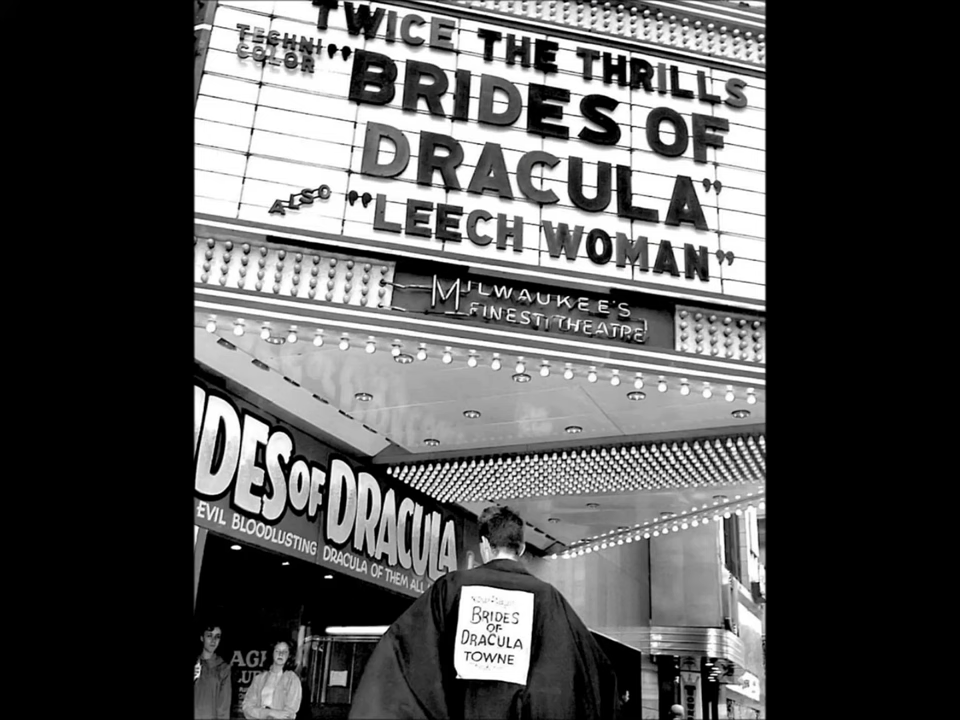 TWICE THE THRILLS
TECHNI
COLOR
"BRIDES OF
DRACULA"
ALSO "LEECH WOMAN"
MILWAUKEE'S
FINEST THEATRE
IDES OF DRACULA
EVIL BLOODLUSTING DRACULA OF THEM ALL
BRIDES
OF
DRACULA
TOWNE